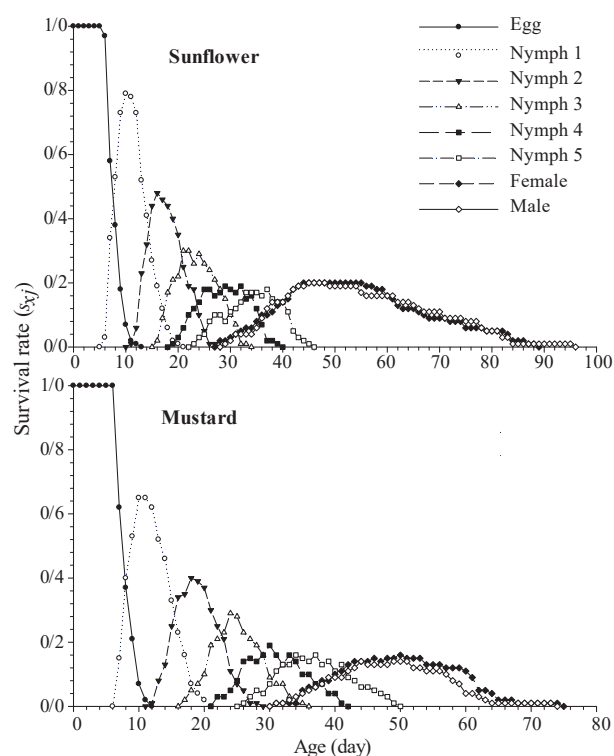 1/0
0/8
0/6
0/4
0/2
0/0
Sunflower
Egg
Nymph 1
Nymph 2
Nymph 3
Nymph 4
Nymph 5
Female
Male
0 10 20 30 40 50 60 70 80 90 100
Survival rate (sxj)
1/0
0/8
0/6
0/4
0/2
0/0
Mustard
0 10 20 30 40 50 60 70 80
Age (day)